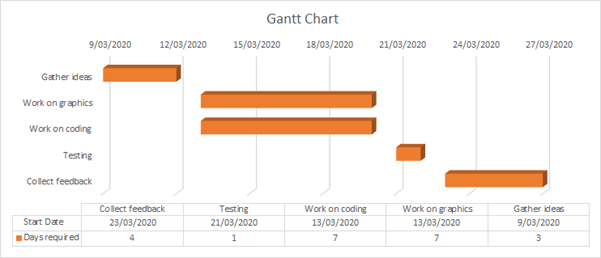 Gantt Chart
9/03/2020 12/03/2020 15/03/2020 18/03/2020 21/03/2020 24/03/2020 27/03/2020
Gather ideas
Work on graphics
Work on coding
Testing
Collect feedback
Collect feedback Testing Work on coding Work on graphics Gather ideas
Start Date 23/03/2020 21/03/2020 13/03/2020 13/03/2020 9/03/2020
Days required 4 1 7 7 3